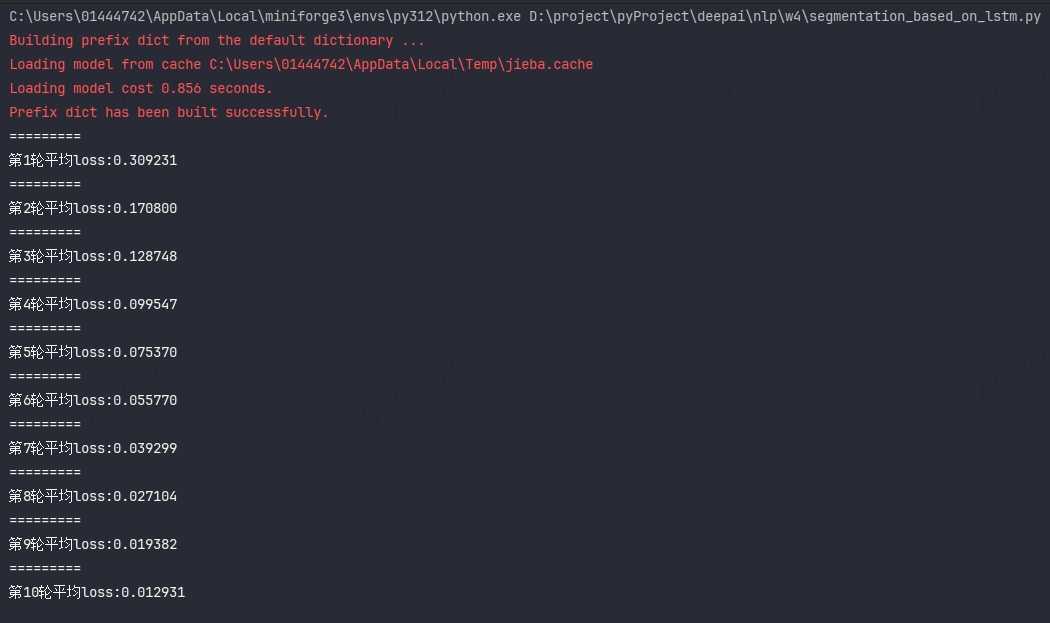 C:\Users\01444742\AppData\Local\miniforge3\envs\py312\python.exe D:\project\pyProject\deepai\nlp\w4\segmentation_based_on_lstm.py
Building prefix dict from the default dictionary ...
Loading model from cache C:\Users\01444742\AppData\Local\Temp\jieba.cache
Loading model cost 0.856 seconds.
Prefix dict has been built successfully.
=========
第1轮平均loss:0.309231
=========
第2轮平均loss:0.170800
=========
第3轮平均loss:0.128748
=========
第4轮平均loss:0.099547
=========
第5轮平均loss:0.075370
=========
第6轮平均loss:0.055770
=========
第7轮平均loss:0.039299
=========
第8轮平均loss:0.027104
=========
第9轮平均loss:0.019382
=========
第10轮平均loss:0.012931